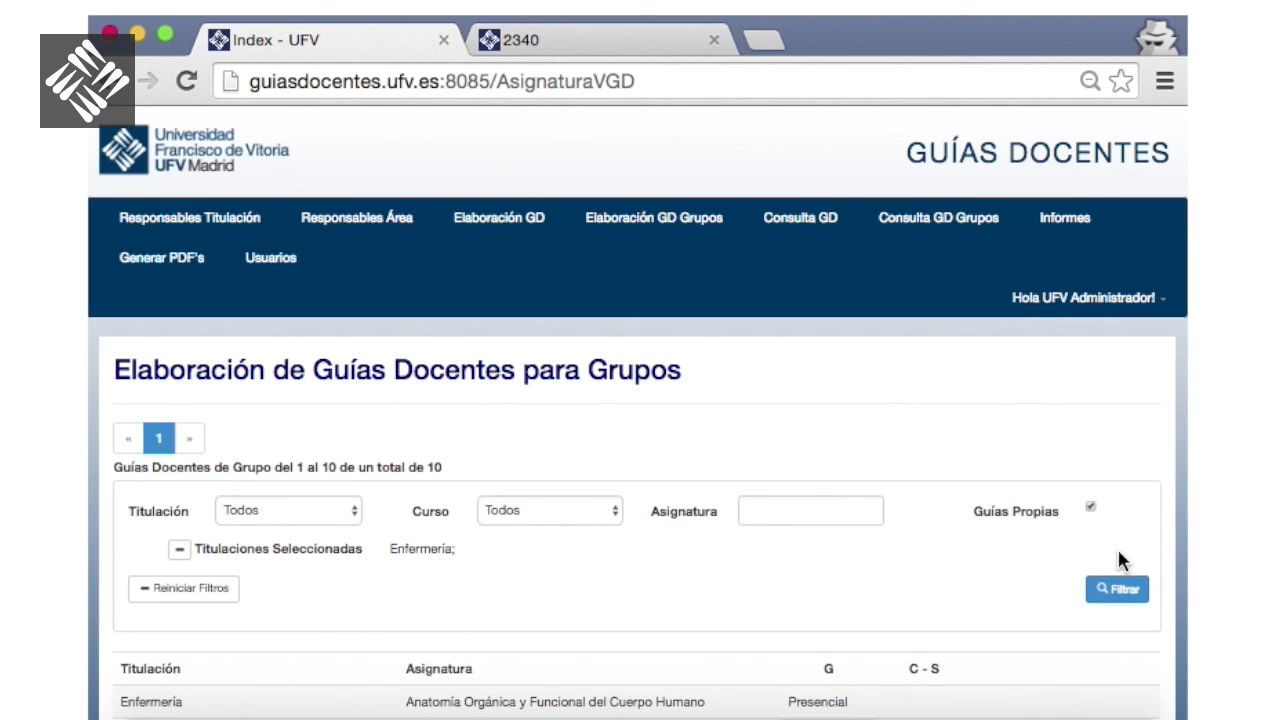 Index - UFV
2340
guiasdocentes.ufv.es:8085/AsignaturaVGD
Universidad
Francisco de Vitoria
UFV Madrid
GUÍAS DOCENTES
Responsables Titulación Responsables Área Elaboración GD Elaboración GD Grupos Consulta GD Consulta GD Grupos Informes
Generar PDF's Usuarios
Hola UFV Administrador!
Elaboración de Guías Docentes para Grupos
« 1 »
Guías Docentes de Grupo del 1 al 10 de un total de 10
Titulación Todos Curso Todos Asignatura Guías Propias
Titulaciones Seleccionadas Enfermería;
Reiniciar Filtros Filtrar
Titulación Asignatura G C - S
Enfermería Anatomía Orgánica y Funcional del Cuerpo Humano Presencial